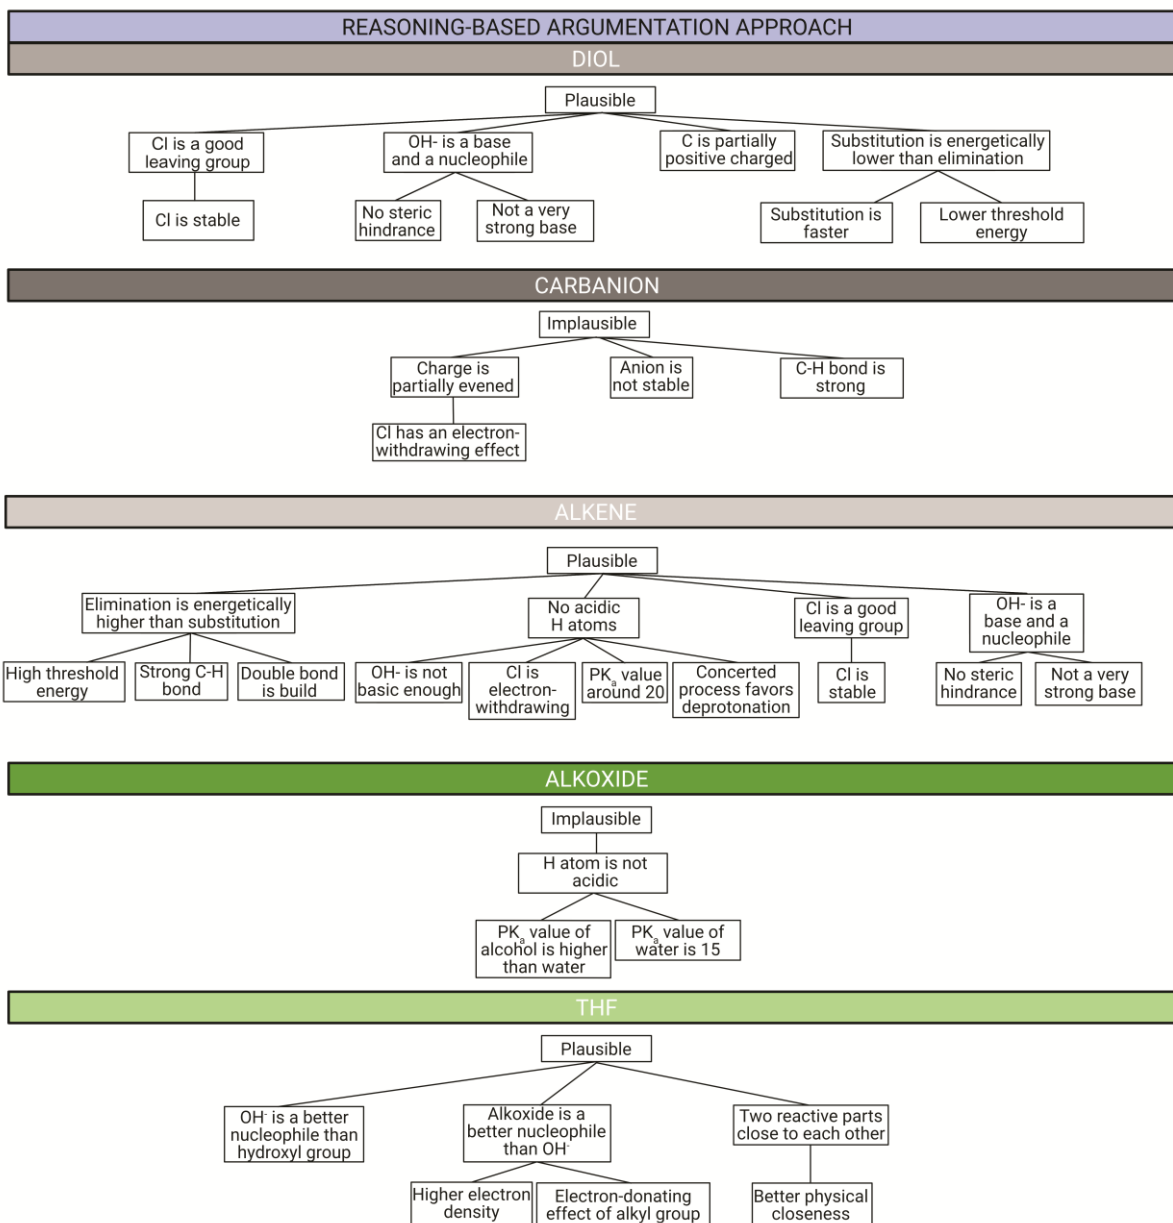 REASONING-BASED ARGUMENTATION APPROACH
DIOL
Plausible
Cl is a good
leaving group
OH- is a base
and a nucleophile
C is partially
positive charged
Substitution is energetically
lower than elimination
Cl is stable
No steric
hindrance
Not a very
strong base
Substitution is
faster
Lower threshold
energy
CARBANION
Implausible
Charge is
partially evened
Anion is
not stable
C-H bond is
strong
Cl has an electron-
withdrawing effect
ALKENE
Plausible
Elimination is energetically
higher than substitution
No acidic
H atoms
Cl is a good
leaving group
OH- is a
base and a
nucleophile
High threshold
energy
Strong C-H
bond
Double bond
is build
OH- is not
basic enough
Cl is
electron-
withdrawing
PKa value
around 20
Concerted
process favors
deprotonation
Cl is
stable
No steric
hindrance
Not a very
strong base
ALKOXIDE
Implausible
H atom is not
acidic
PKa value of
alcohol is higher
than water
PKa value of
water is 15
THF
Plausible
OH- is a better
nucleophile than
hydroxyl group
Alkoxide is a
better nucleophile
than OH-
Two reactive parts
close to each other
Higher electron
density
Electron-donating
effect of alkyl group
Better physical
closeness